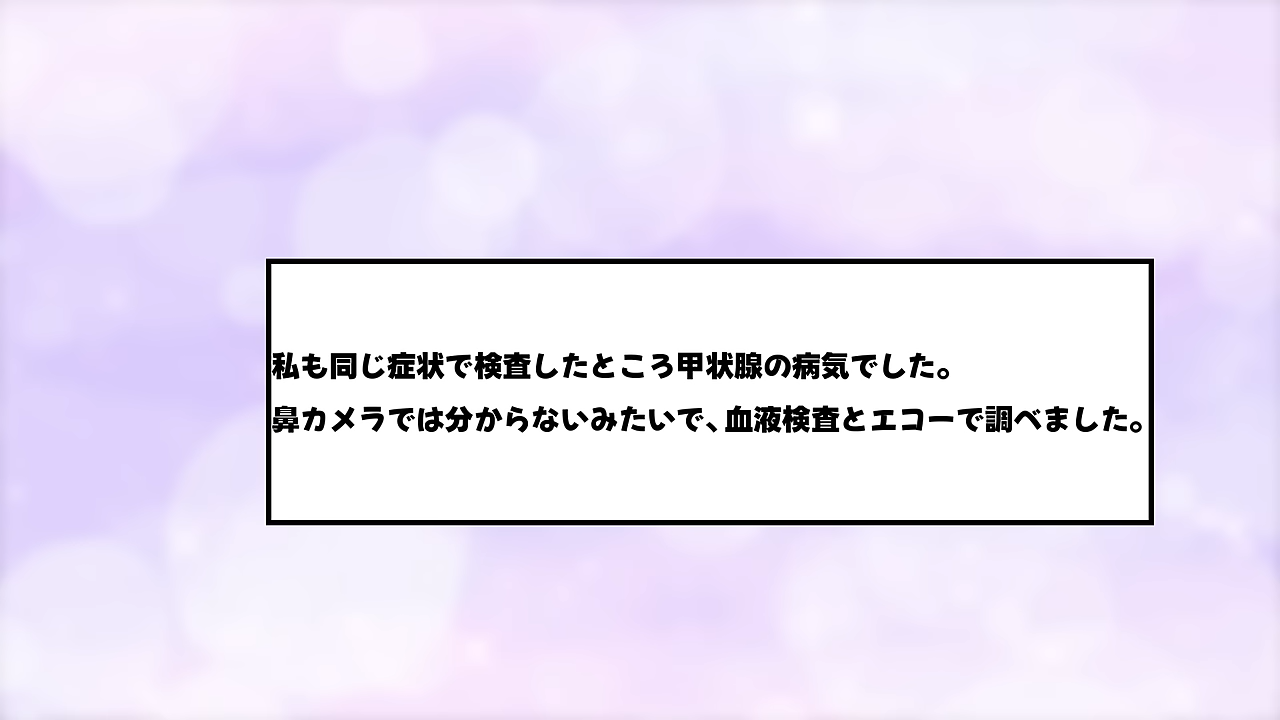 私も同じ症状で検査したところ甲状腺の病気でした。
鼻カメラでは分からないみたいで、血液検査とエコーで調べました。